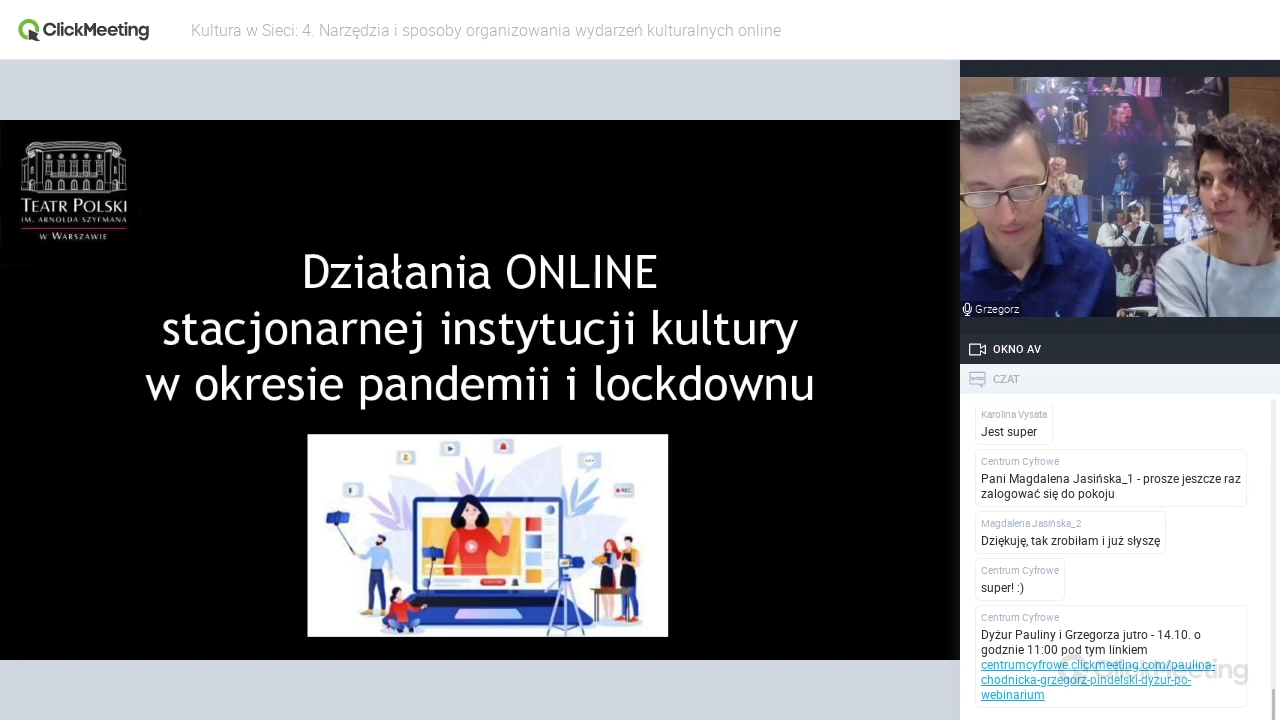 ClickMeeting
Kultura w Sieci: 4. Narzędzia i sposoby organizowania wydarzeń kulturalnych online
TEATR POLSKI
IM. ARNOLDA SZYFMANA
W WARSZAWIE
Działania ONLINE
stacjonarnej instytucji kultury
w okresie pandemii i lockdownu
REC
Grzegorz
OKNO AV
CZAT
Karolina Vysata
Jest super
Centrum Cyfrowe
Pani Magdalena Jasińska_1 - prosze jeszcze raz
zalogować się do pokoju
Magdalena Jasińska_2
Dziękuję, tak zrobiłam i już słyszę
Centrum Cyfrowe
super! :)
Centrum Cyfrowe
Dyżur Pauliny i Grzegorza jutro - 14.10. o
godznie 11:00 pod tym linkiem
centrumcyfrowe.clickmeeting.com/paulina-
chodnicka-grzegorz-pindelski-dyzur-po-
webinarium
ClickMeeting